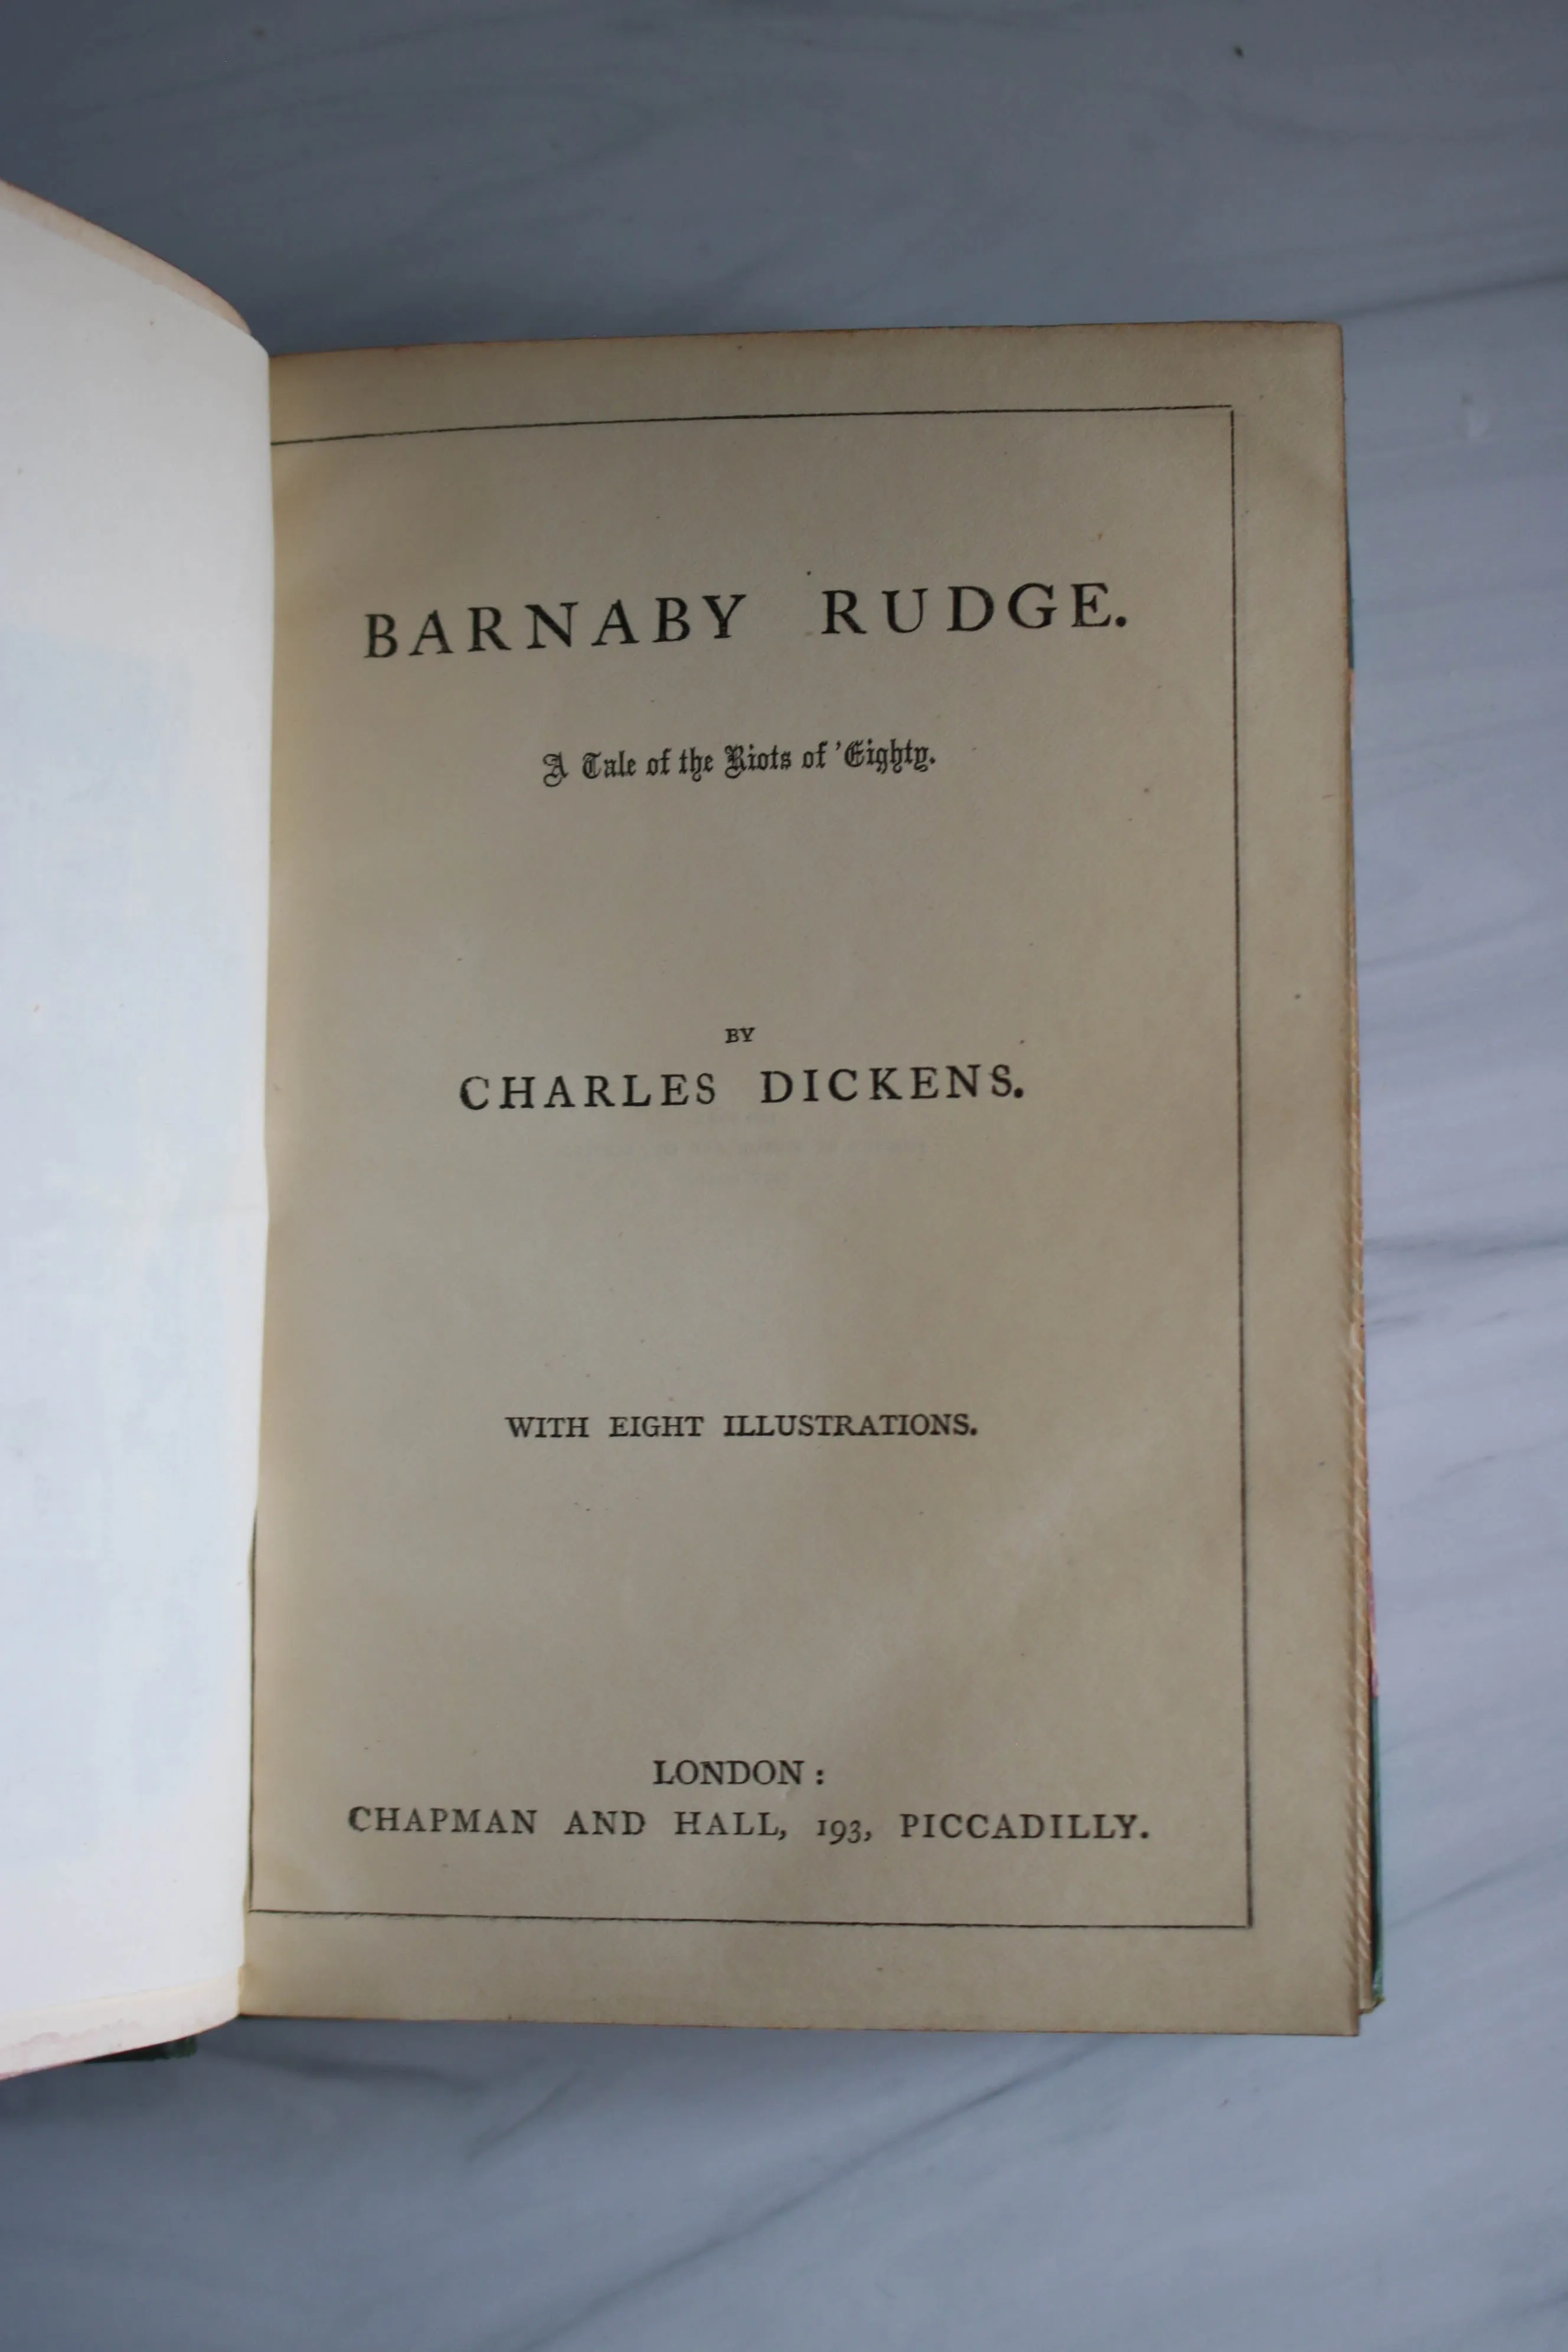 BARNABY RUDGE.
A Tale of the Riots of 'Eighty.
BY
CHARLES DICKENS.
WITH EIGHT ILLUSTRATIONS.
LONDON:
CHAPMAN AND HALL, 193, PICCADILLY.